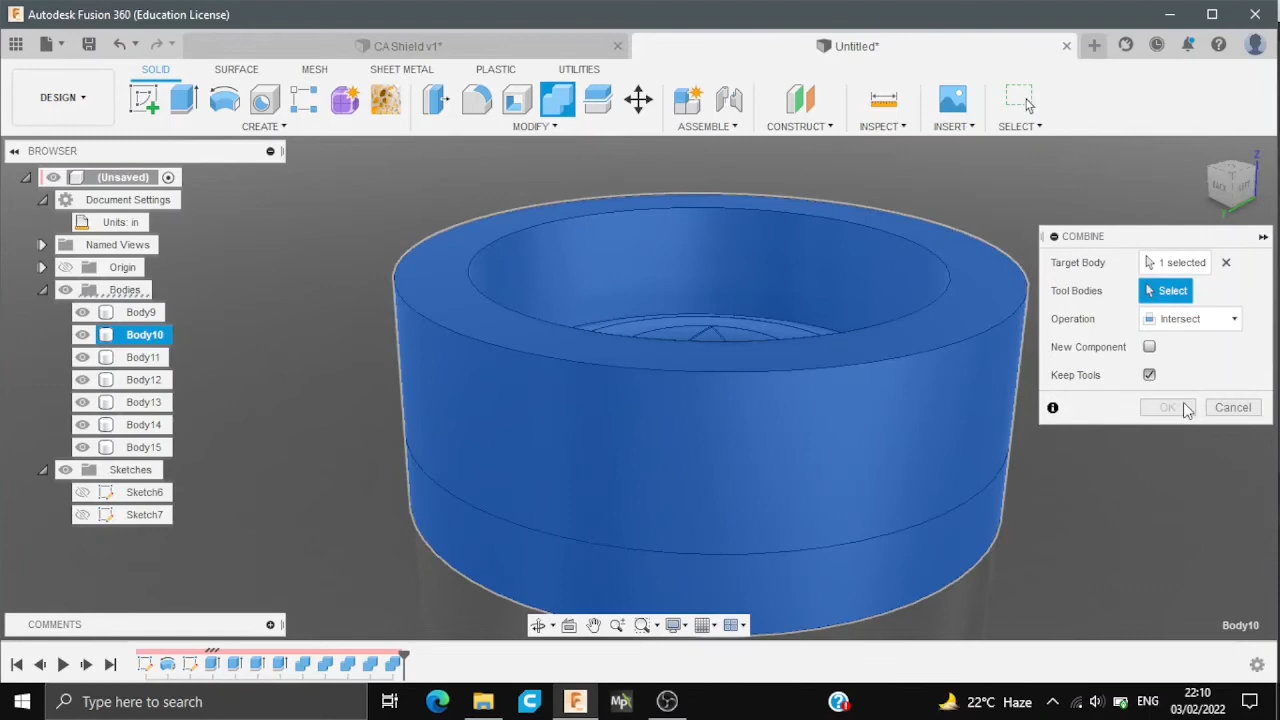 Autodesk Fusion 360 (Education License)
CA Shield v1*
Untitled*
DESIGN
SOLID
SURFACE
MESH
SHEET METAL
PLASTIC
UTILITIES
CREATE
MODIFY
ASSEMBLE
CONSTRUCT
INSPECT
INSERT
SELECT
BROWSER
(Unsaved)
Document Settings
Units: in
Named Views
Origin
Bodies
Body9
Body10
Body11
Body12
Body13
Body14
Body15
Sketches
Sketch6
Sketch7
Z
COMBINE
Target Body 1 selected
Tool Bodies Select
Operation Intersect
New Component
Keep Tools
OK Cancel
COMMENTS
Body10
Type here to search
22°C Haze
ENG
22:10
03/02/2022